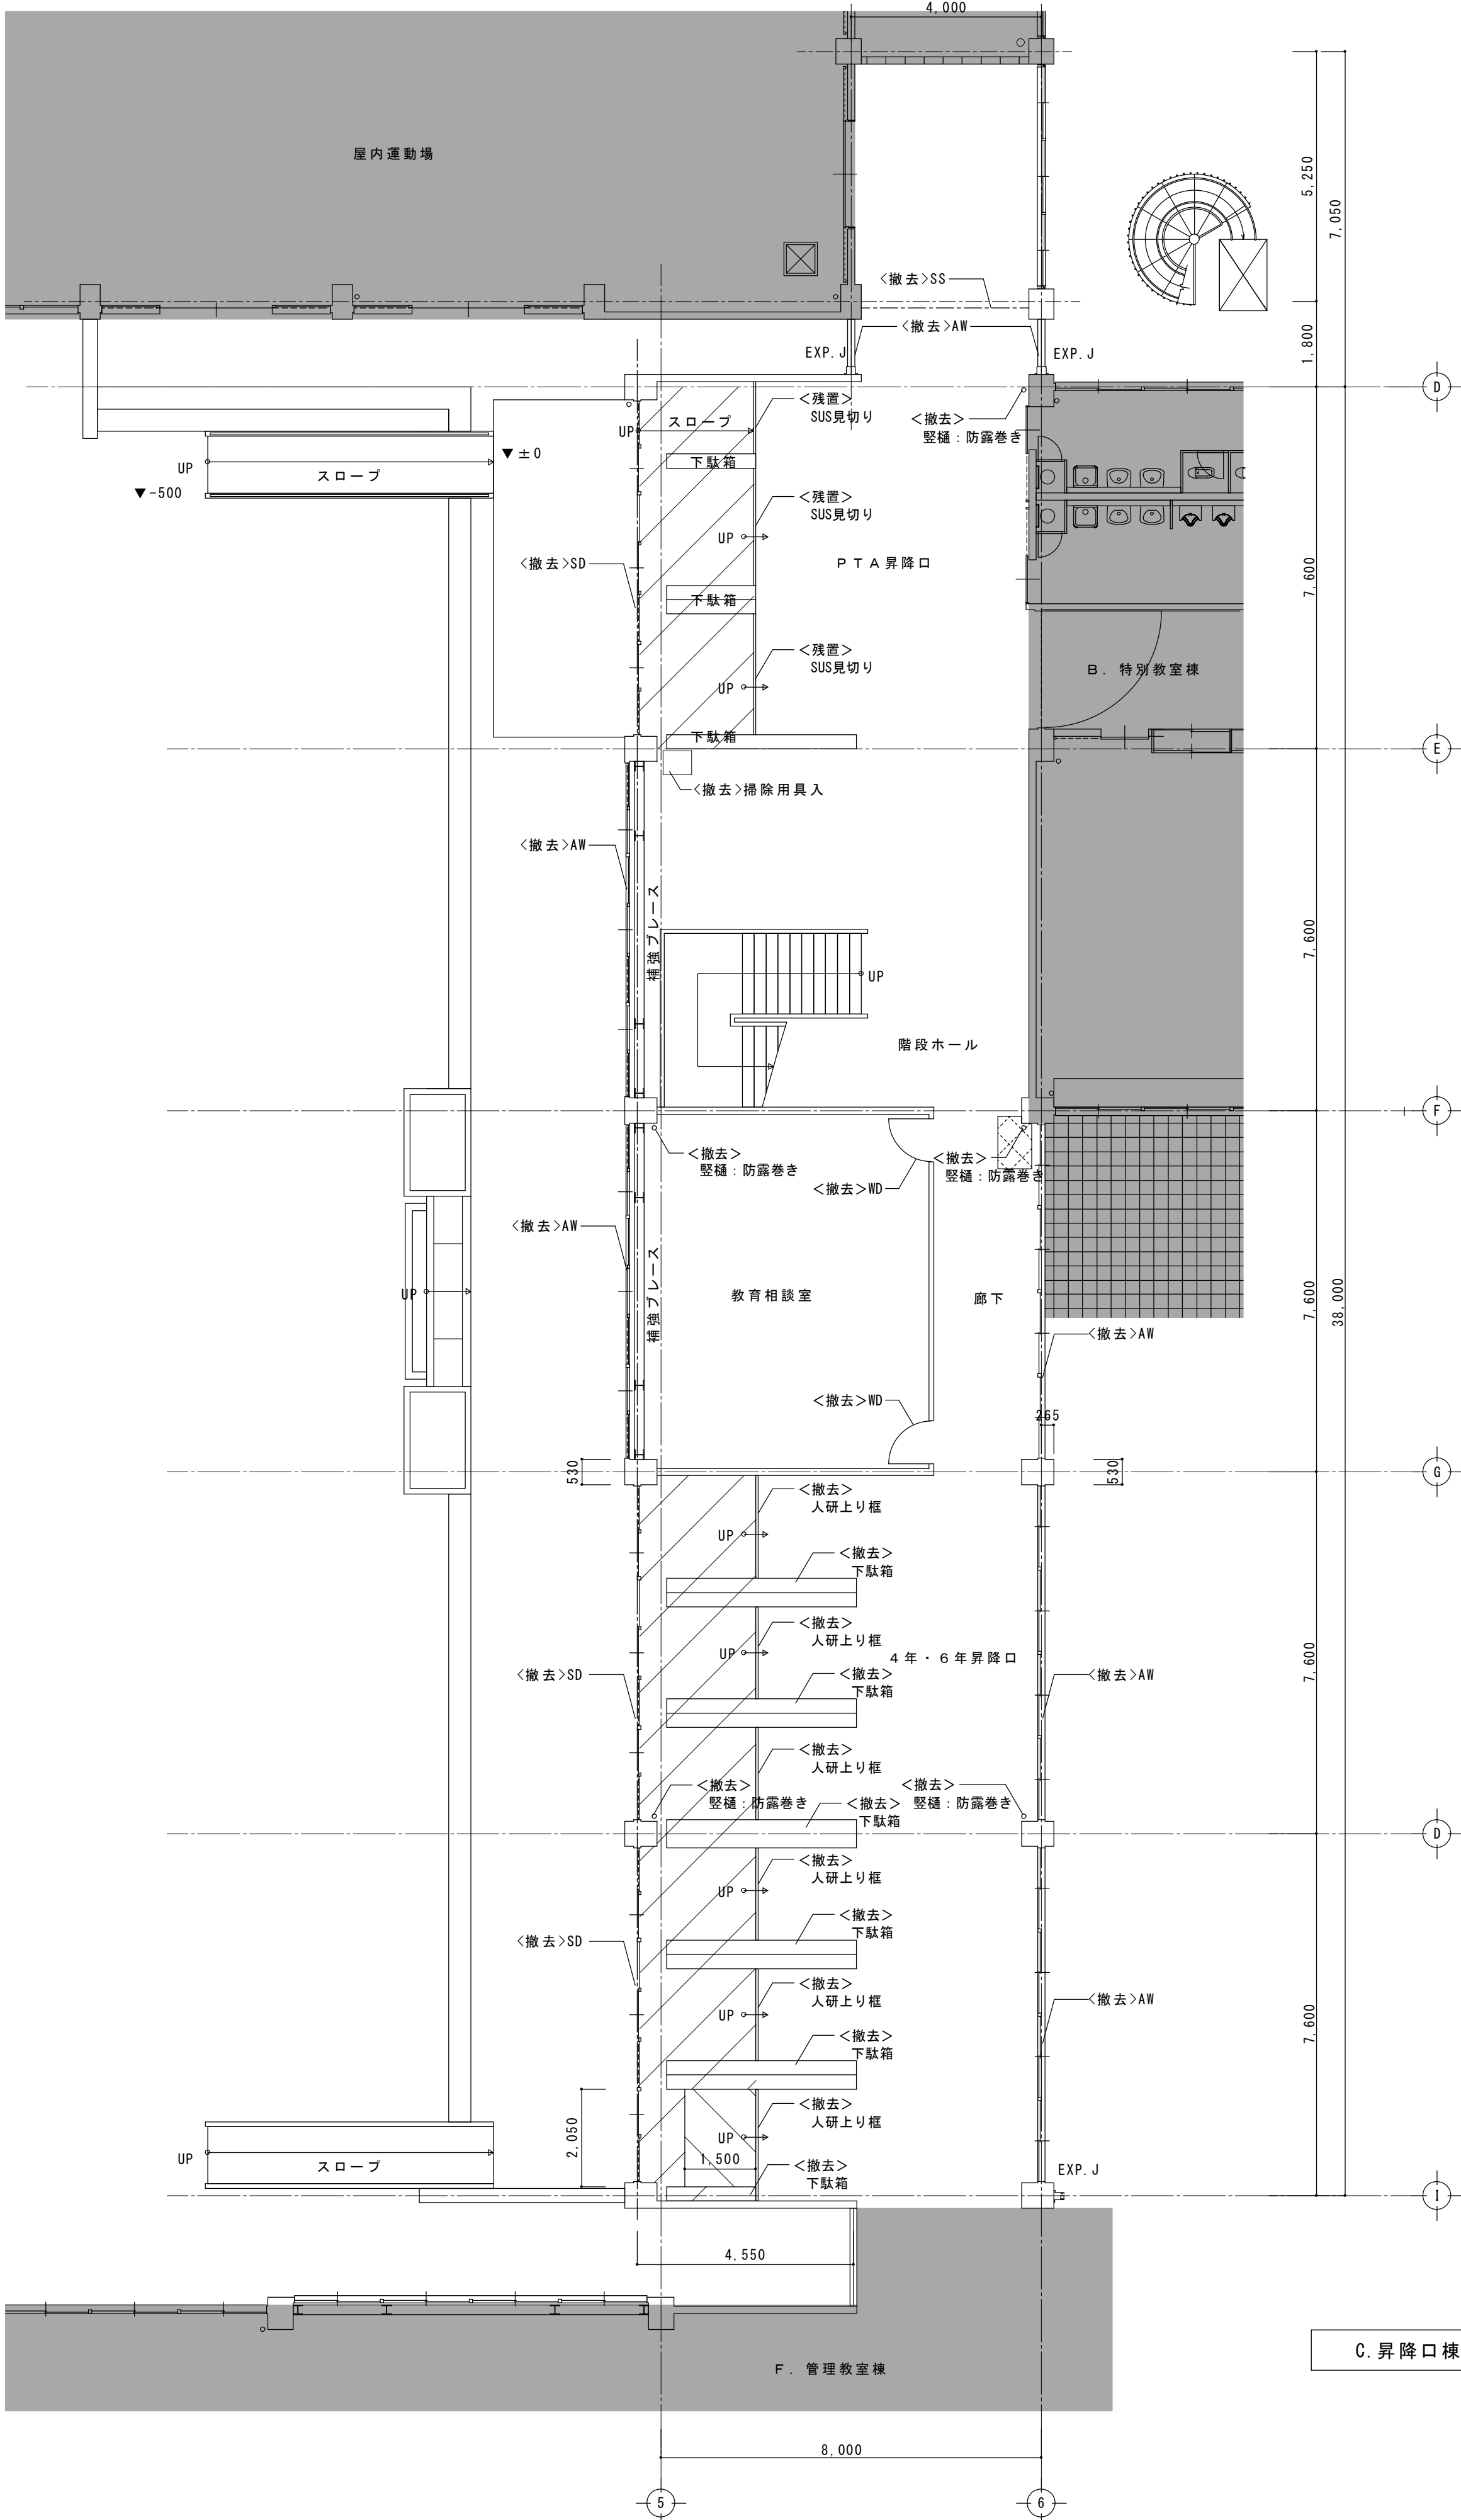 4,000
屋内運動場
5,250
7,050
<撤去>SS
<撤去>AW
EXP.J
EXP.J
1,800
D
<残置>
SUS見切り
UP
スロープ
<撤去>
竪樋：防露巻き
▼±0
下駄箱
UP
スロープ
▼-500
<残置>
SUS見切り
UP
<撤去>SD
PTA昇降口
7,600
下駄箱
<残置>
SUS見切り
UP
B. 特別教室棟
下駄箱
E
<撤去>掃除用具入
<撤去>AW
補強ブレース
7,600
UP
階段ホール
F
<撤去>
竪樋：防露巻き
<撤去>
竪樋：防露巻き
<撤去>WD
<撤去>AW
補強ブレース
UP
教育相談室
廊下
7,600
38,000
<撤去>AW
<撤去>WD
265
530
530
G
<撤去>
人研上り框
UP
<撤去>
下駄箱
<撤去>
人研上り框
UP
4年・6年昇降口
7,600
<撤去>SD
<撤去>
下駄箱
<撤去>AW
<撤去>
人研上り框
<撤去>
竪樋：防露巻き
<撤去>
下駄箱
<撤去>
竪樋：防露巻き
D
<撤去>
人研上り框
UP
<撤去>
下駄箱
<撤去>SD
<撤去>
人研上り框
UP
<撤去>AW
7,600
<撤去>
下駄箱
<撤去>
人研上り框
UP
2,050
1,500
UP
スロープ
<撤去>
下駄箱
EXP.J
I
4,550
C.昇降口棟
F. 管理教室棟
8,000
5
6